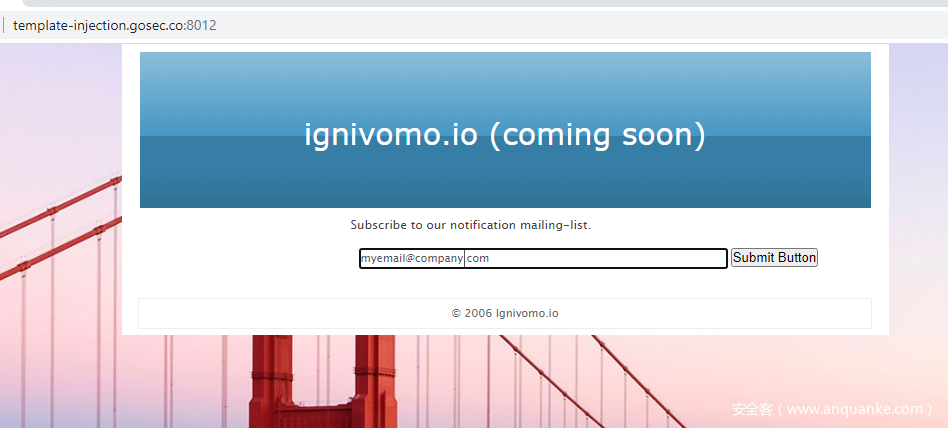 template-injection.gosec.co:8012
ignivomo.io (coming soon)
Subscribe to our notification mailing-list.
myemail@company.com
Submit Button
© 2006 Ignivomo.io
安全客（www.anquanke.com）